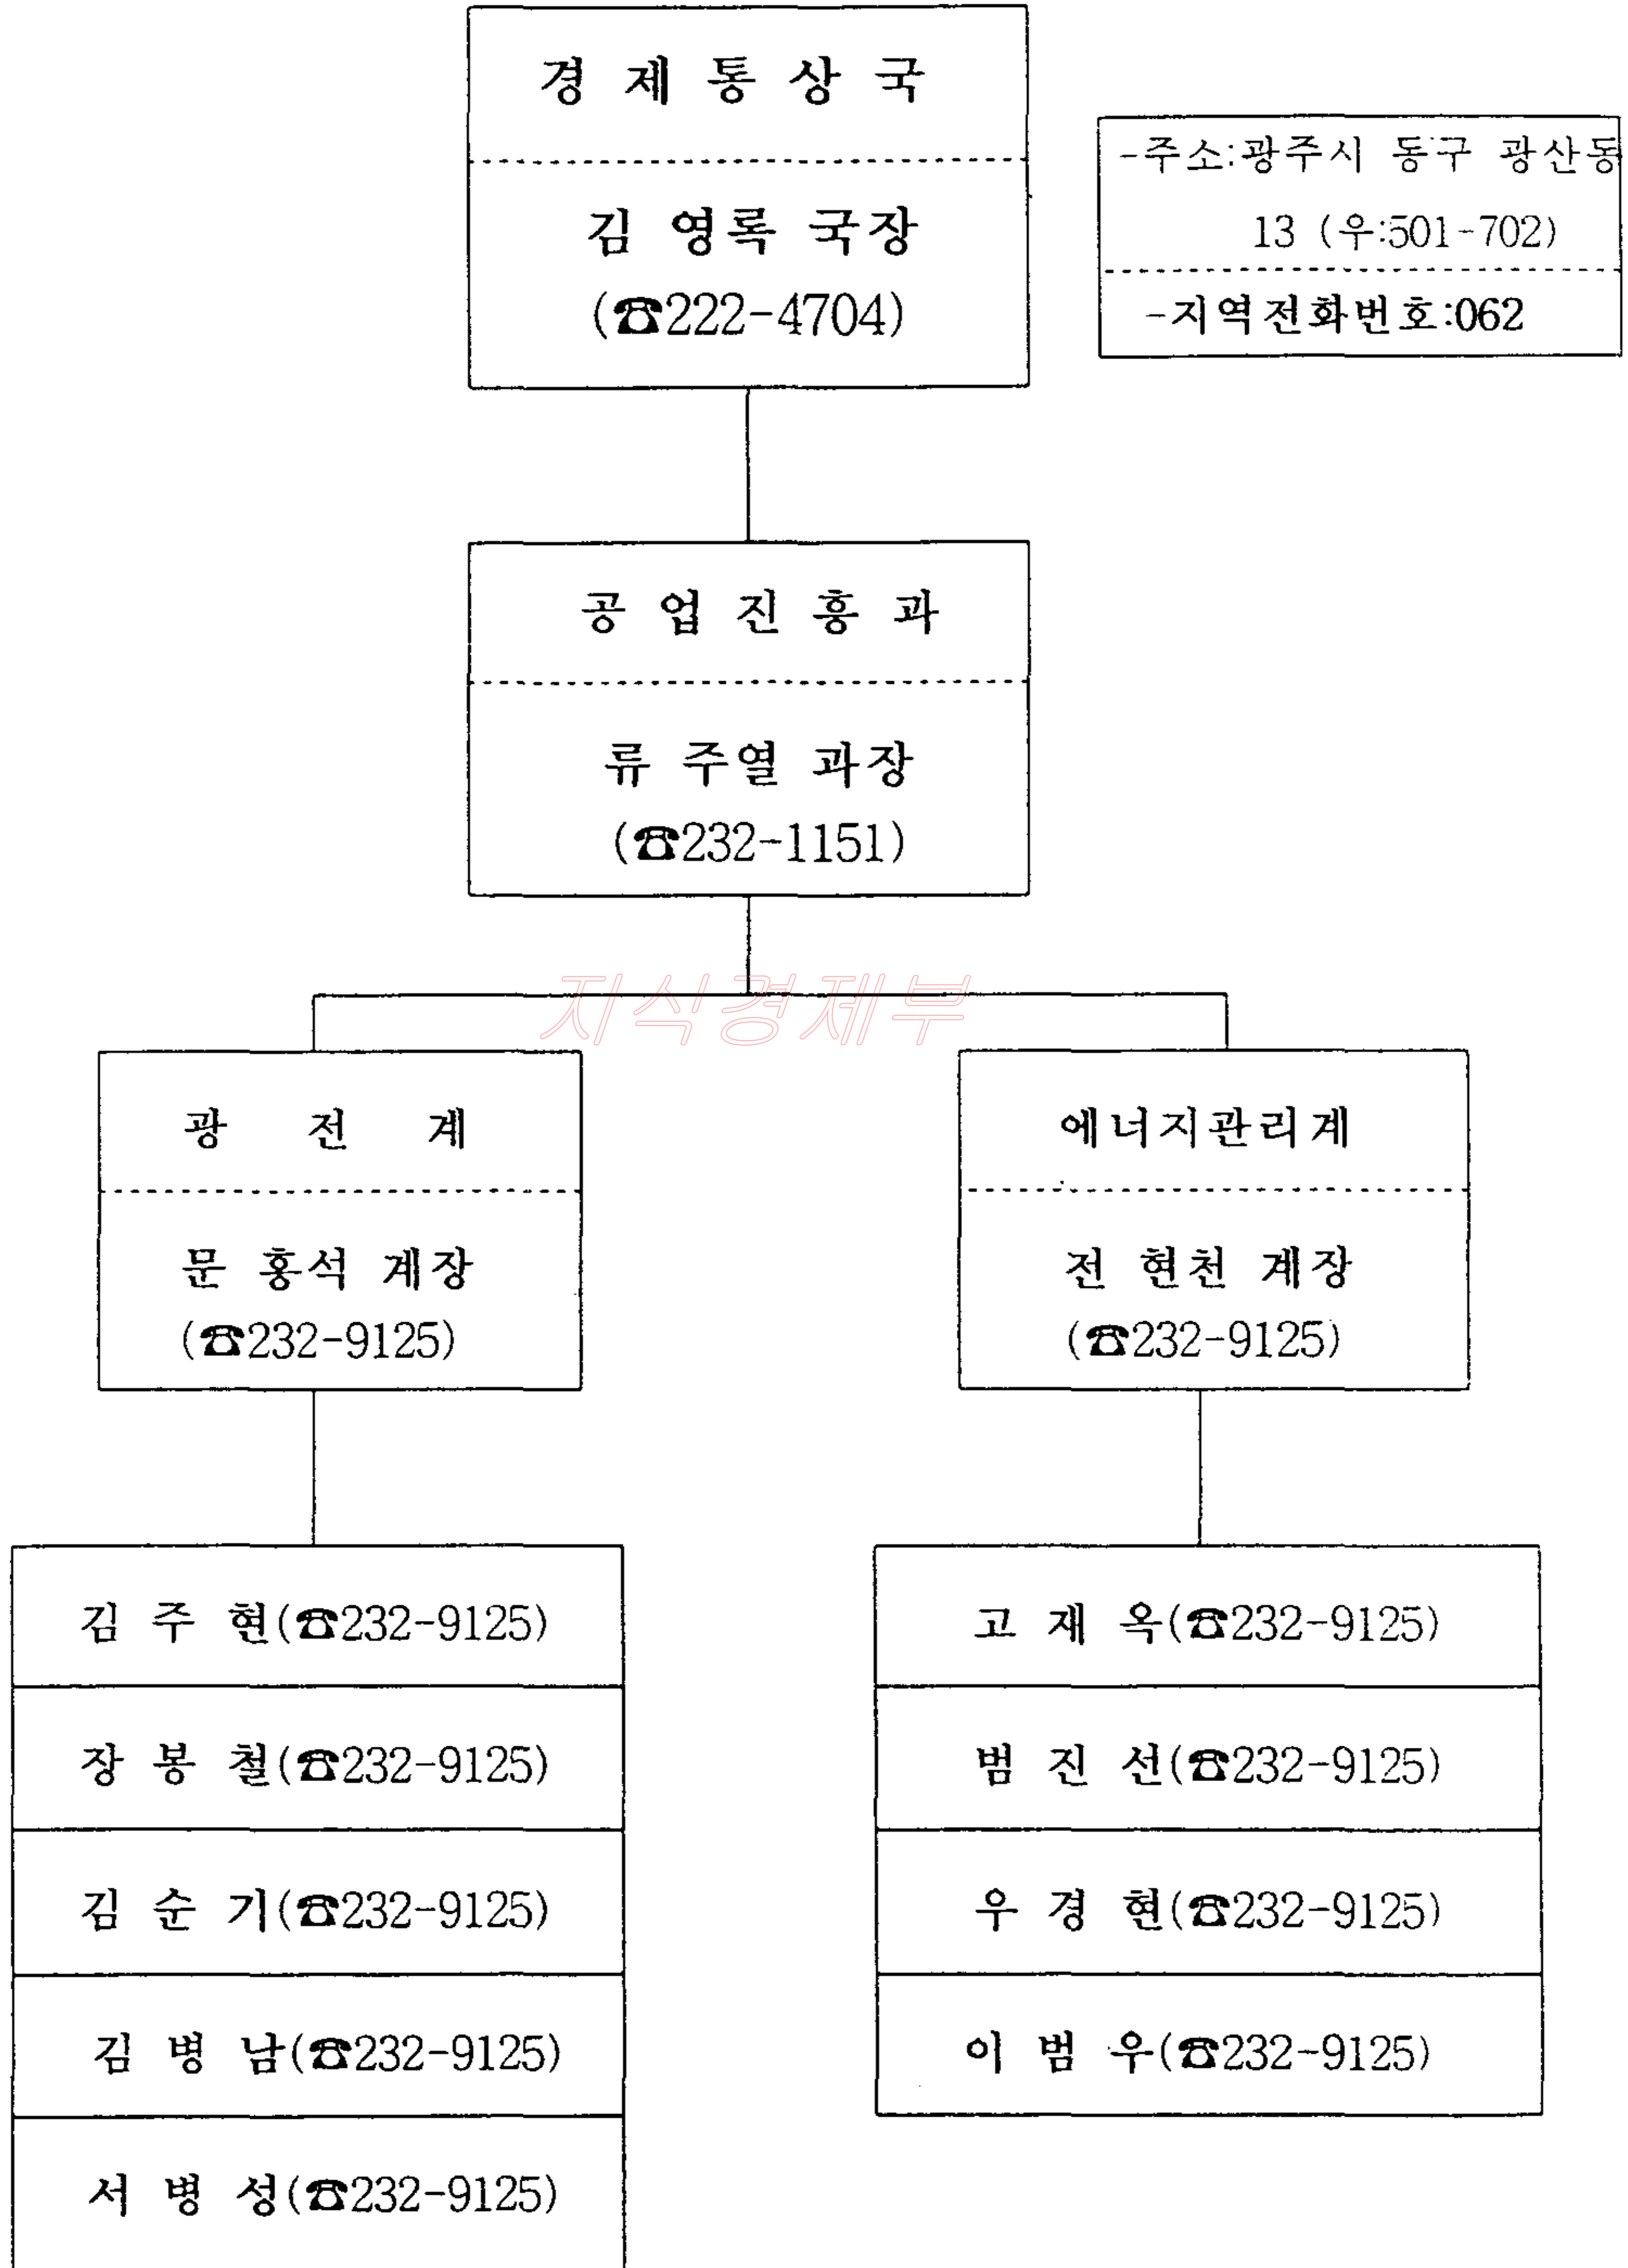 경 제 통 상 국
김 영록 국장
(☎222-4704)
-주소:광주시 동구 광산동
13 (우:501-702)
-지역전화번호:062
공 업 진 흥 과
류 주열 과장
(☎232-1151)
지식경제부
광 전 계
문 홍석 계장
(☎232-9125)
에너지관리계
전 현천 계장
(☎232-9125)
김 주 현(☎232-9125)
장 봉 철(☎232-9125)
김 순 기(☎232-9125)
김 병 남(☎232-9125)
서 병 성(☎232-9125)
고 재 옥(☎232-9125)
범 진 선(☎232-9125)
우 경 현(☎232-9125)
이 범 우(☎232-9125)